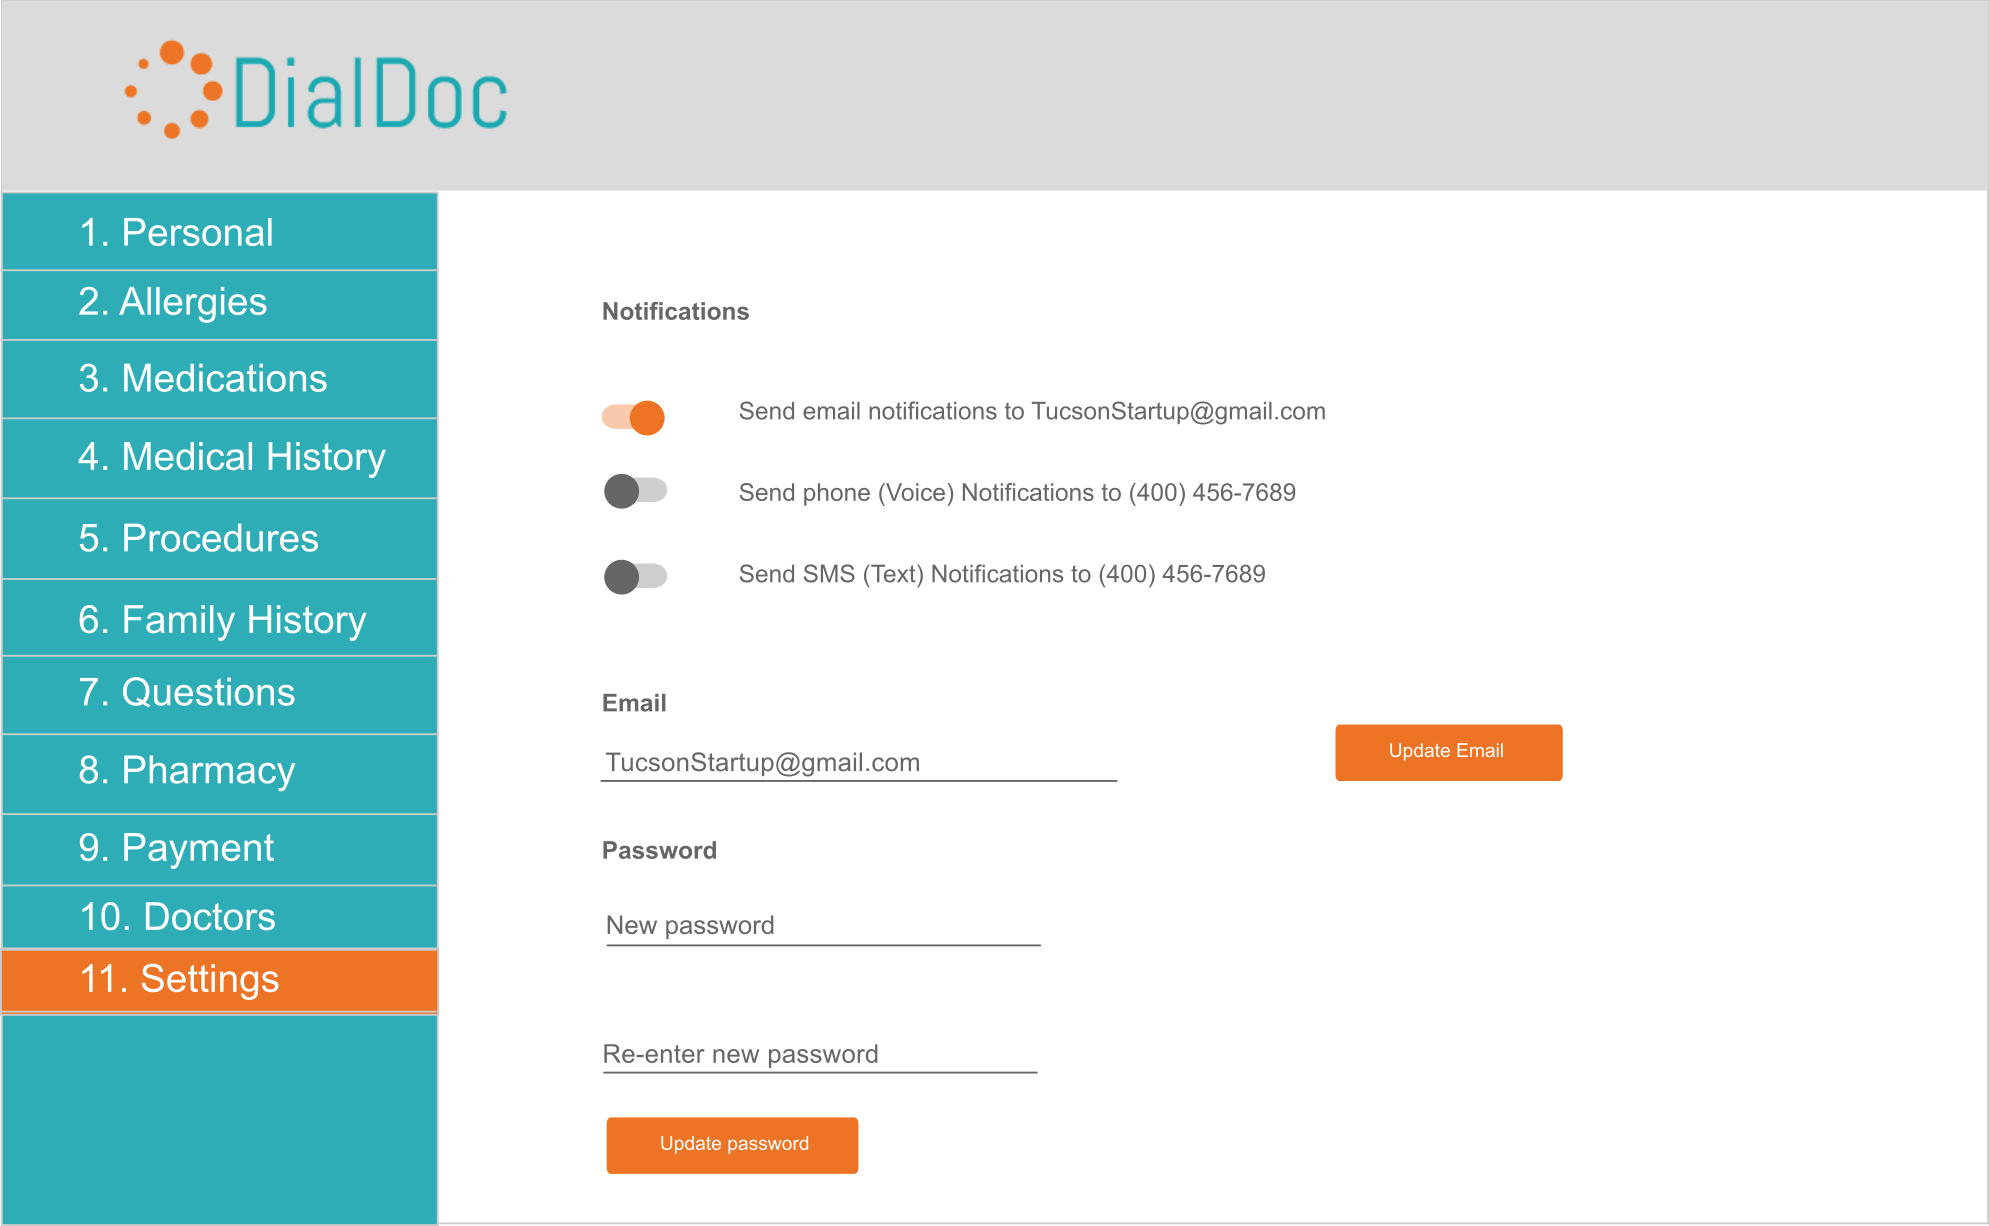 DialDoc
1. Personal
2. Allergies
3. Medications
4. Medical History
5. Procedures
6. Family History
7. Questions
8. Pharmacy
9. Payment
10. Doctors
11. Settings
Notifications
Send email notifications to TucsonStartup@gmail.com
Send phone (Voice) Notifications to (400) 456-7689
Send SMS (Text) Notifications to (400) 456-7689
Email
TucsonStartup@gmail.com
Update Email
Password
New password
Re-enter new password
Update password